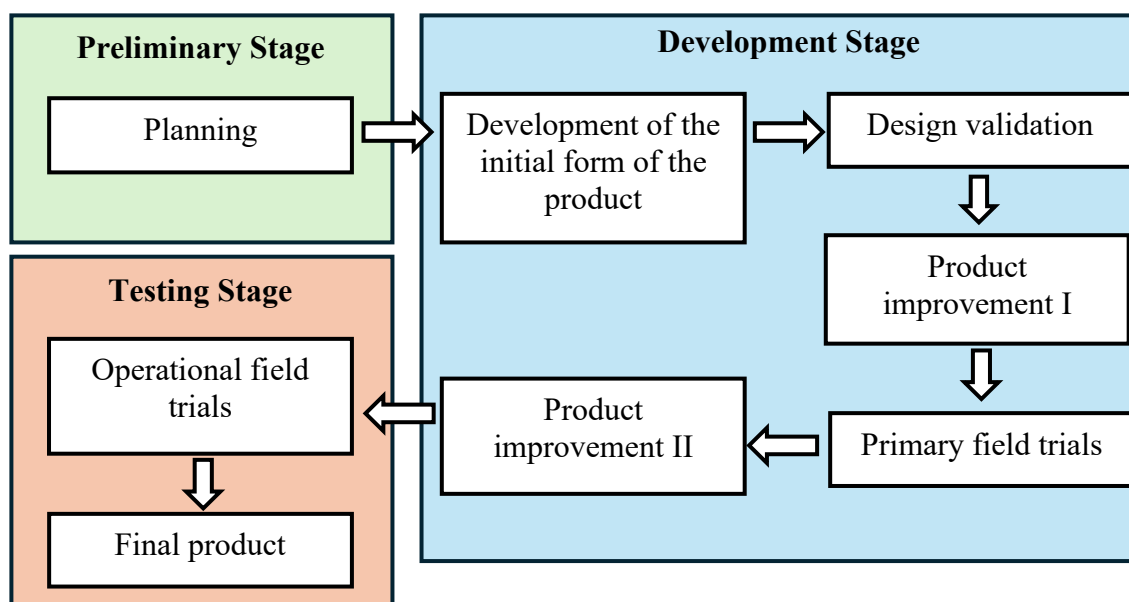 Preliminary Stage
Planning
Development Stage
Development of the
initial form of the
product
Design validation
Product
improvement I
Primary field trials
Product
improvement II
Testing Stage
Operational field
trials
Final product